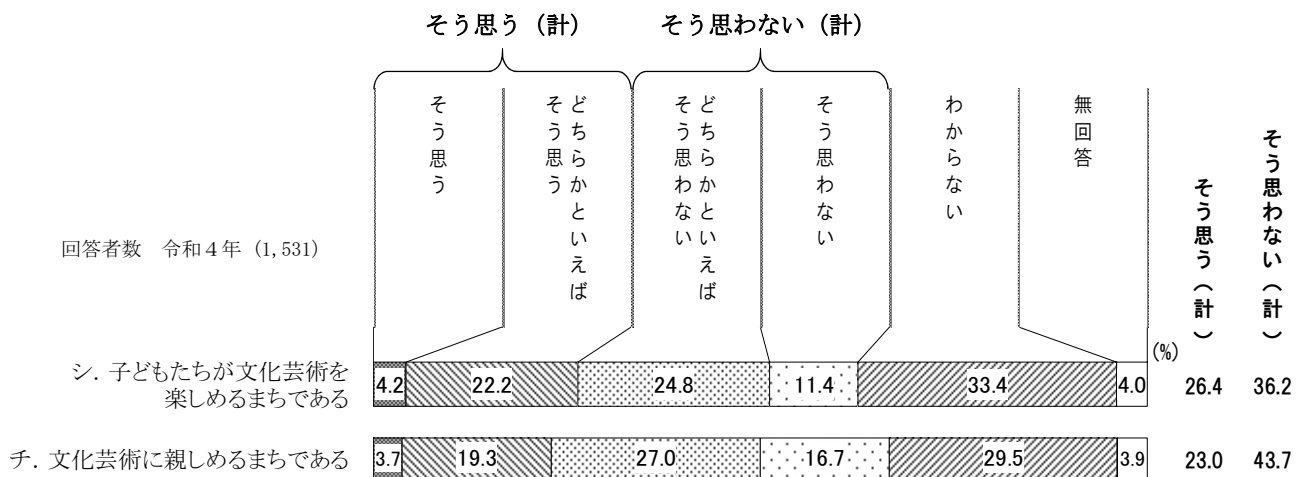 そう思う（計）
そう思わない（計）
そう思う
どちらかといえば
そう思う
どちらかといえば
そう思わない
そう思わない
わからない
無回答
そう思う（計）
そう思わない（計）
回答者数　令和４年 (1,531)
(%)
シ．子どもたちが文化芸術を
楽しめるまちである
4.2 22.2 24.8 11.4 33.4 4.0 26.4 36.2
チ．文化芸術に親しめるまちである
3.7 19.3 27.0 16.7 29.5 3.9 23.0 43.7